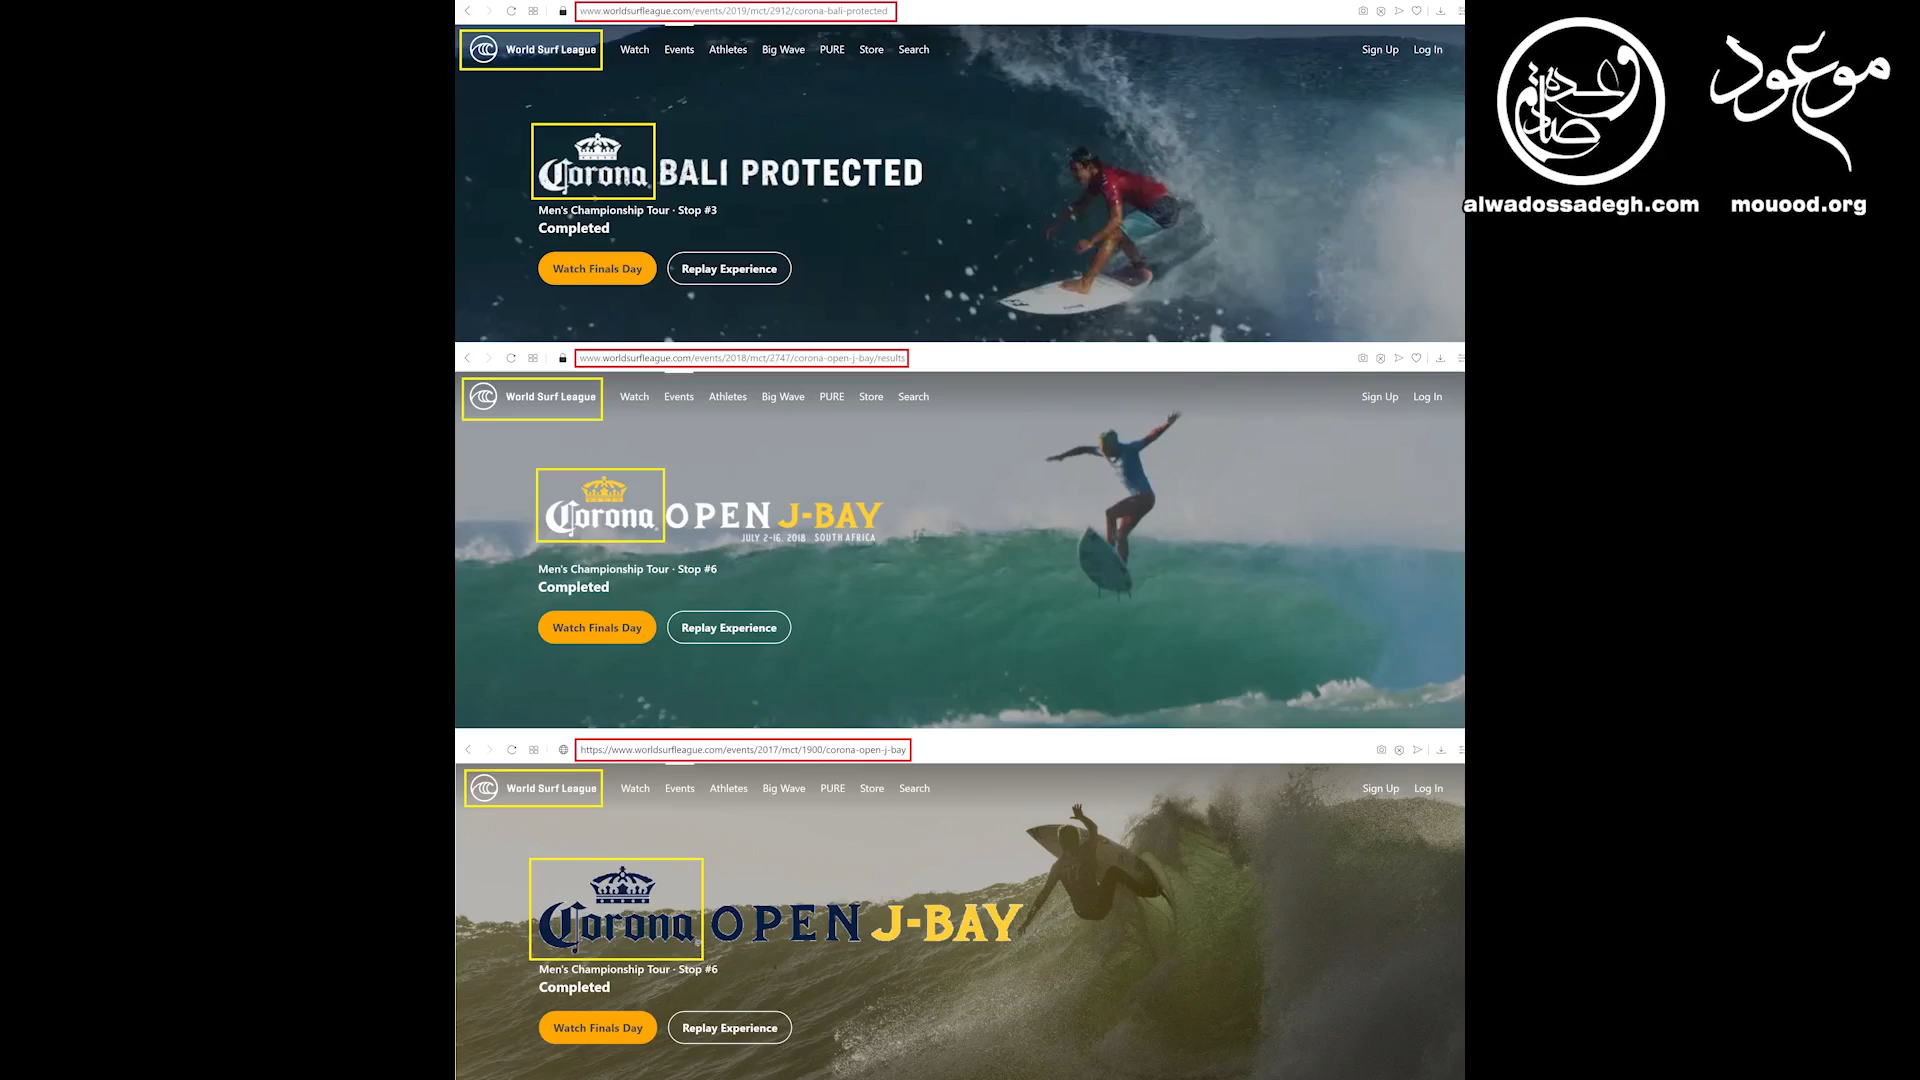 www.worldsurfleague.com/events/2019/mct/2912/corona-bali-protected
World Surf League Watch Events Athletes Big Wave PURE Store Search Sign Up Log In
Corona BALI PROTECTED
Men's Championship Tour · Stop #3
Completed
Watch Finals Day Replay Experience
وعده صادق
موعود
alwadossadegh.com mouood.org
www.worldsurfleague.com/events/2018/mct/2747/corona-open-j-bay/results
World Surf League Watch Events Athletes Big Wave PURE Store Search Sign Up Log In
Corona OPEN J-BAY
JULY 2-16, 2018 SOUTH AFRICA
Men's Championship Tour · Stop #6
Completed
Watch Finals Day Replay Experience
https://www.worldsurfleague.com/events/2017/mct/1900/corona-open-j-bay
World Surf League Watch Events Athletes Big Wave PURE Store Search Sign Up Log In
Corona OPEN J-BAY
Men's Championship Tour · Stop #6
Completed
Watch Finals Day Replay Experience